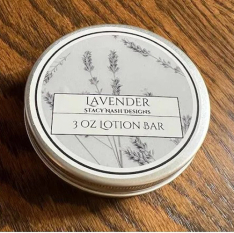 LAVENDER
STACY NASH DESIGNS
3 OZ LOTION BAR